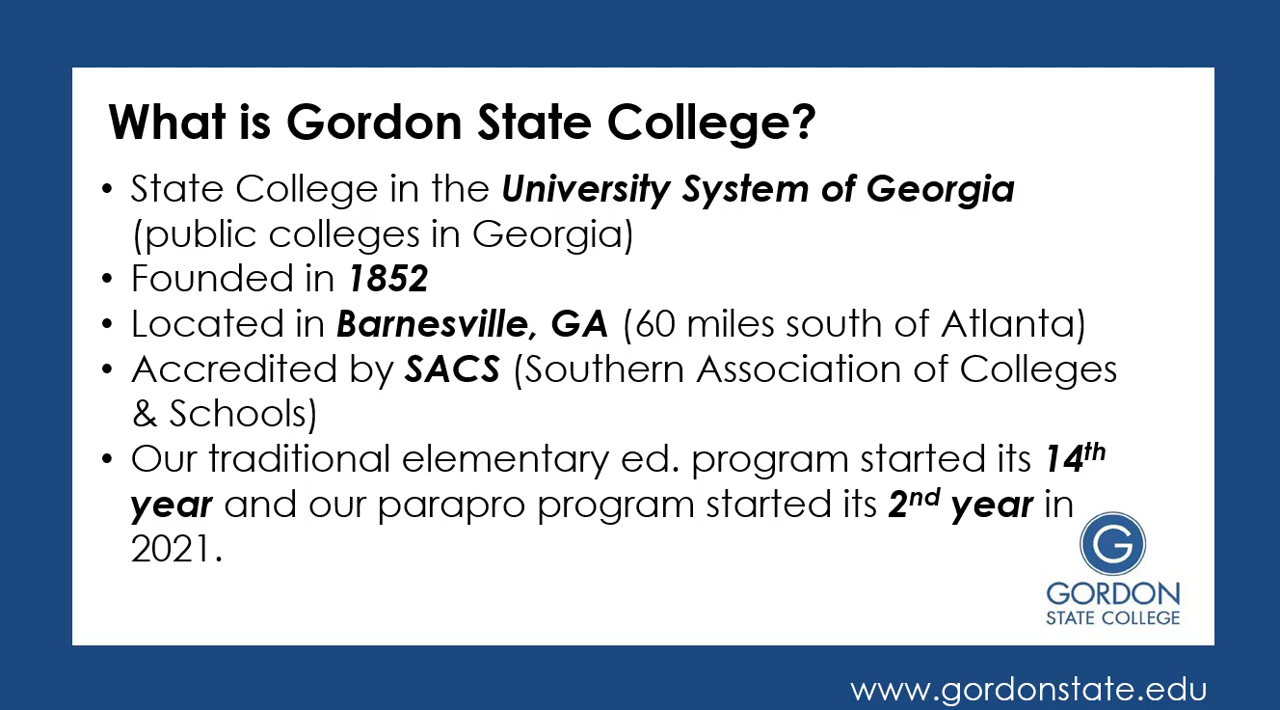 What is Gordon State College?
• State College in the University System of Georgia
(public colleges in Georgia)
• Founded in 1852
• Located in Barnesville, GA (60 miles south of Atlanta)
• Accredited by SACS (Southern Association of Colleges
& Schools)
• Our traditional elementary ed. program started its 14th
year and our parapro program started its 2nd year in
2021.
G
GORDON
STATE COLLEGE
www.gordonstate.edu